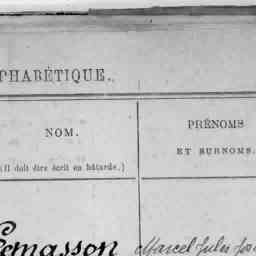 PHABÉTIQUE.
NOM.
PRÉNOMS
ET SURNOMS.
(Il doit être écrit en bâtarde.)
Lemasson Marcel Jules